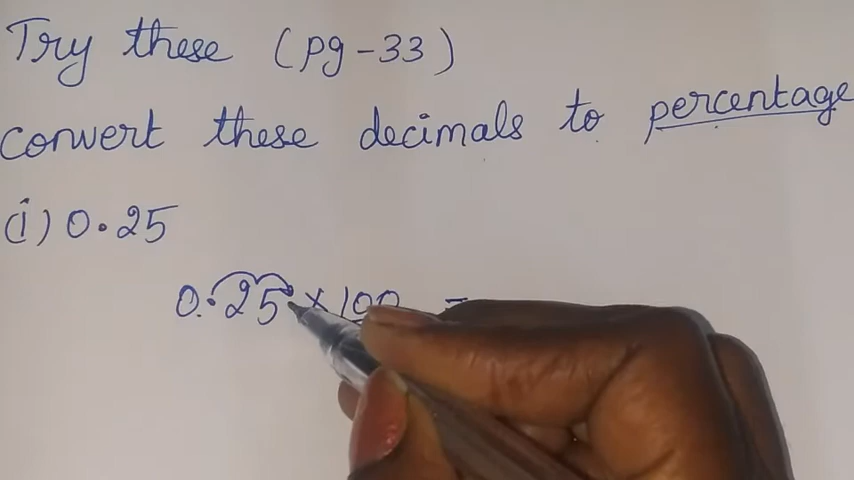 Try these (pg-33)
convert these decimals to percentage
(i) 0.25
0.25 × 100 =